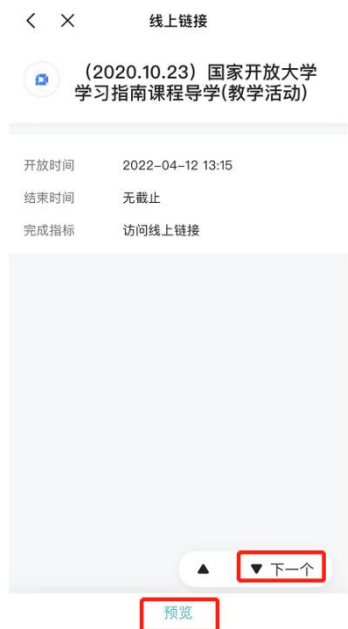 线上链接
（2020.10.23）国家开放大学
学习指南课程导学(教学活动)
开放时间 2022-04-12 13:15
结束时间 无截止
完成指标 访问线上链接
▲ ▼ 下一个
预览